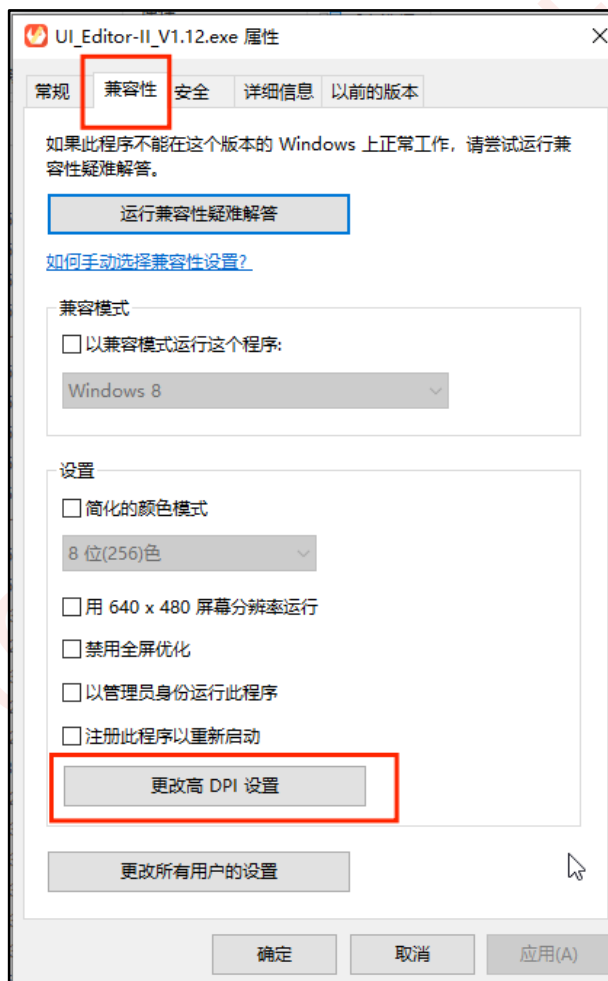 UI_Editor-II_V1.12.exe 属性
常规 兼容性 安全 详细信息 以前的版本
如果此程序不能在这个版本的 Windows 上正常工作，请尝试运行兼
容性疑难解答。
运行兼容性疑难解答
如何手动选择兼容性设置?
兼容模式
以兼容模式运行这个程序:
Windows 8
设置
简化的颜色模式
8 位(256)色
用 640 x 480 屏幕分辨率运行
禁用全屏优化
以管理员身份运行此程序
注册此程序以重新启动
更改高 DPI 设置
更改所有用户的设置
确定 取消 应用(A)